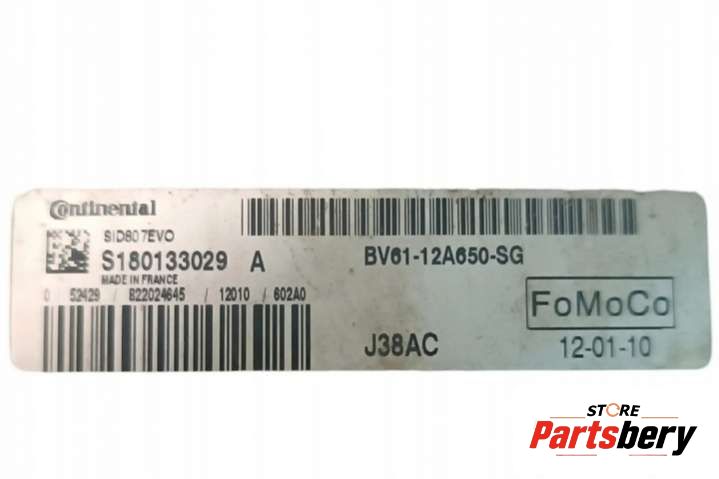 Continental
SID807EVO
S180133029 A
MADE IN FRANCE
0 52429 / B22024645 / 12010 / 602A0
BV61-12A650-SG
FoMoCo
J38AC
12-01-10
STORE
Partsbery